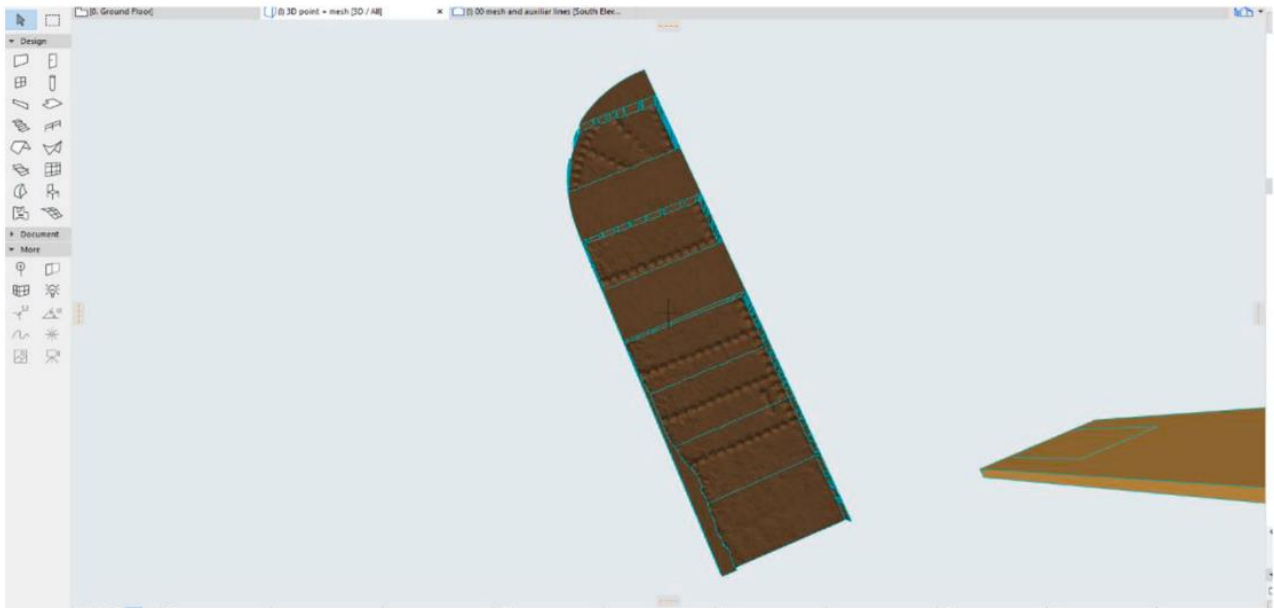 [0. Ground Floor]
(!) 3D point + mesh [3D / All]
(!) 00 mesh and auxiliar lines [South Elev...
Design
Document
More